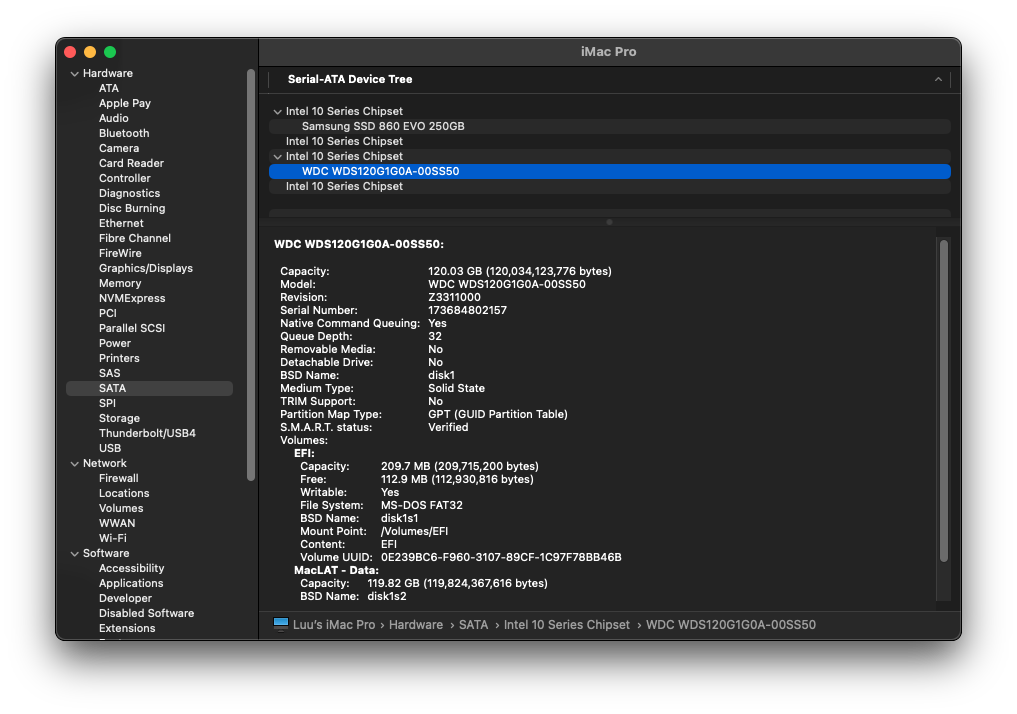 iMac Pro
Hardware
ATA
Apple Pay
Audio
Bluetooth
Camera
Card Reader
Controller
Diagnostics
Disc Burning
Ethernet
Fibre Channel
FireWire
Graphics/Displays
Memory
NVMExpress
PCI
Parallel SCSI
Power
Printers
SAS
SATA
SPI
Storage
Thunderbolt/USB4
USB
Network
Firewall
Locations
Volumes
WWAN
Wi-Fi
Software
Accessibility
Applications
Developer
Disabled Software
Extensions
Serial-ATA Device Tree
Intel 10 Series Chipset
Samsung SSD 860 EVO 250GB
Intel 10 Series Chipset
Intel 10 Series Chipset
WDC WDS120G1G0A-00SS50
Intel 10 Series Chipset
WDC WDS120G1G0A-00SS50:
Capacity: 120.03 GB (120,034,123,776 bytes)
Model: WDC WDS120G1G0A-00SS50
Revision: Z3311000
Serial Number: 173684802157
Native Command Queuing: Yes
Queue Depth: 32
Removable Media: No
Detachable Drive: No
BSD Name: disk1
Medium Type: Solid State
TRIM Support: No
Partition Map Type: GPT (GUID Partition Table)
S.M.A.R.T. status: Verified
Volumes:
EFI:
Capacity: 209.7 MB (209,715,200 bytes)
Free: 112.9 MB (112,930,816 bytes)
Writable: Yes
File System: MS-DOS FAT32
BSD Name: disk1s1
Mount Point: /Volumes/EFI
Content: EFI
Volume UUID: 0E239BC6-F960-3107-89CF-1C97F78BB46B
MacLAT - Data:
Capacity: 119.82 GB (119,824,367,616 bytes)
BSD Name: disk1s2
Luu's iMac Pro › Hardware › SATA › Intel 10 Series Chipset › WDC WDS120G1G0A-00SS50